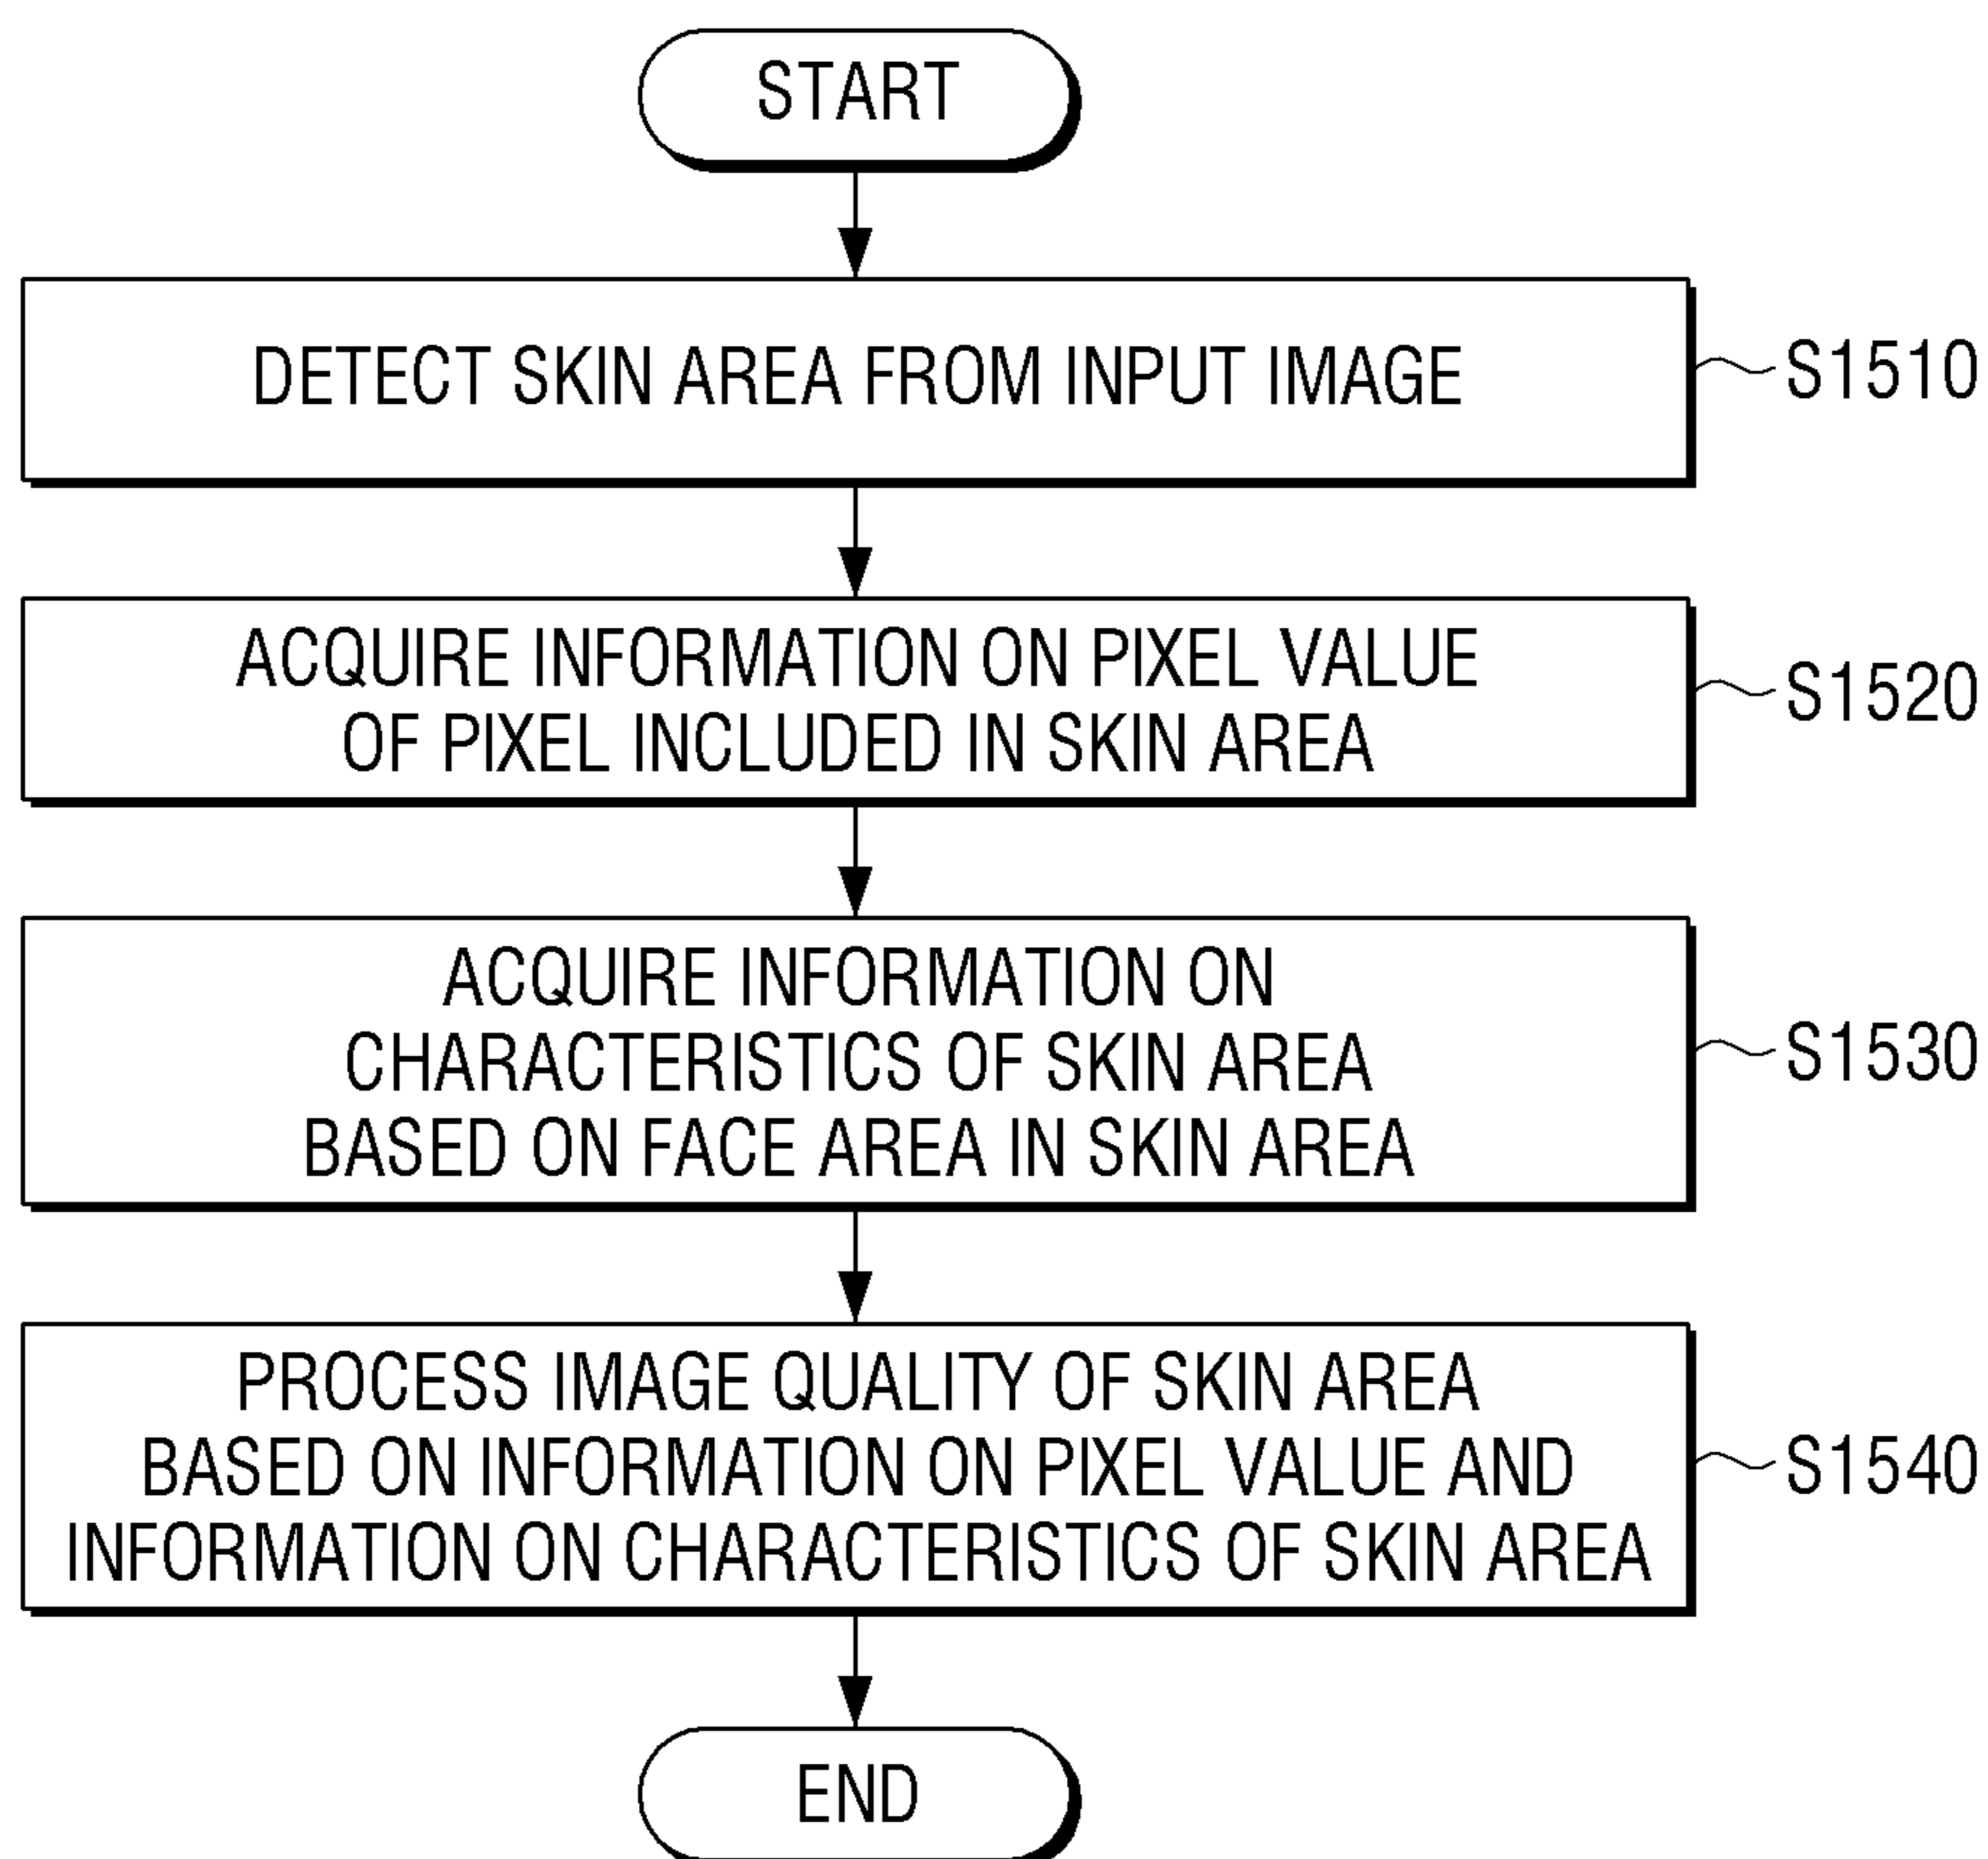 START
DETECT SKIN AREA FROM INPUT IMAGE
S1510
ACQUIRE INFORMATION ON PIXEL VALUE
OF PIXEL INCLUDED IN SKIN AREA
S1520
ACQUIRE INFORMATION ON
CHARACTERISTICS OF SKIN AREA
BASED ON FACE AREA IN SKIN AREA
S1530
PROCESS IMAGE QUALITY OF SKIN AREA
BASED ON INFORMATION ON PIXEL VALUE AND
INFORMATION ON CHARACTERISTICS OF SKIN AREA
S1540
END